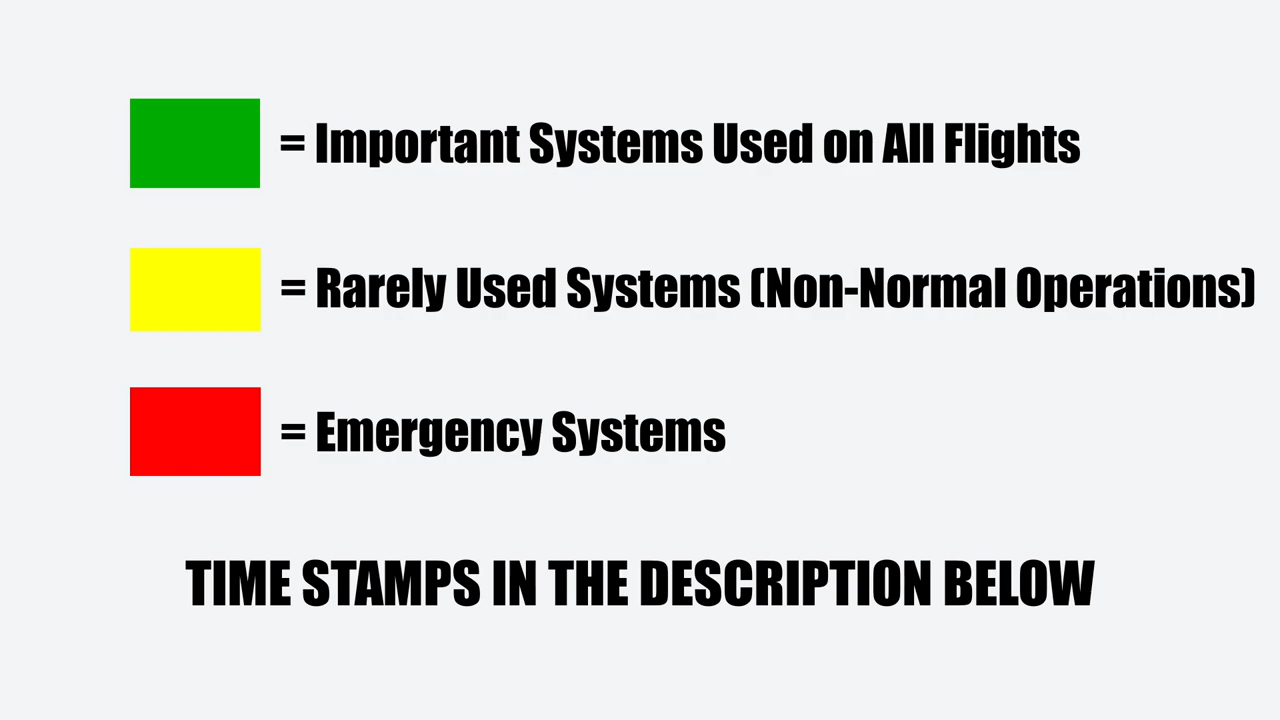 = Important Systems Used on All Flights
= Rarely Used Systems (Non-Normal Operations)
= Emergency Systems
TIME STAMPS IN THE DESCRIPTION BELOW